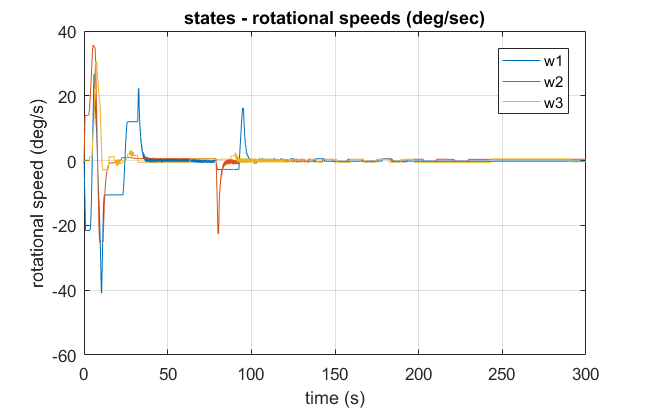 states - rotational speeds (deg/sec)
w1
w2
w3
rotational speed (deg/s)
40
20
0
-20
-40
-60
0
50
100
150
200
250
300
time (s)